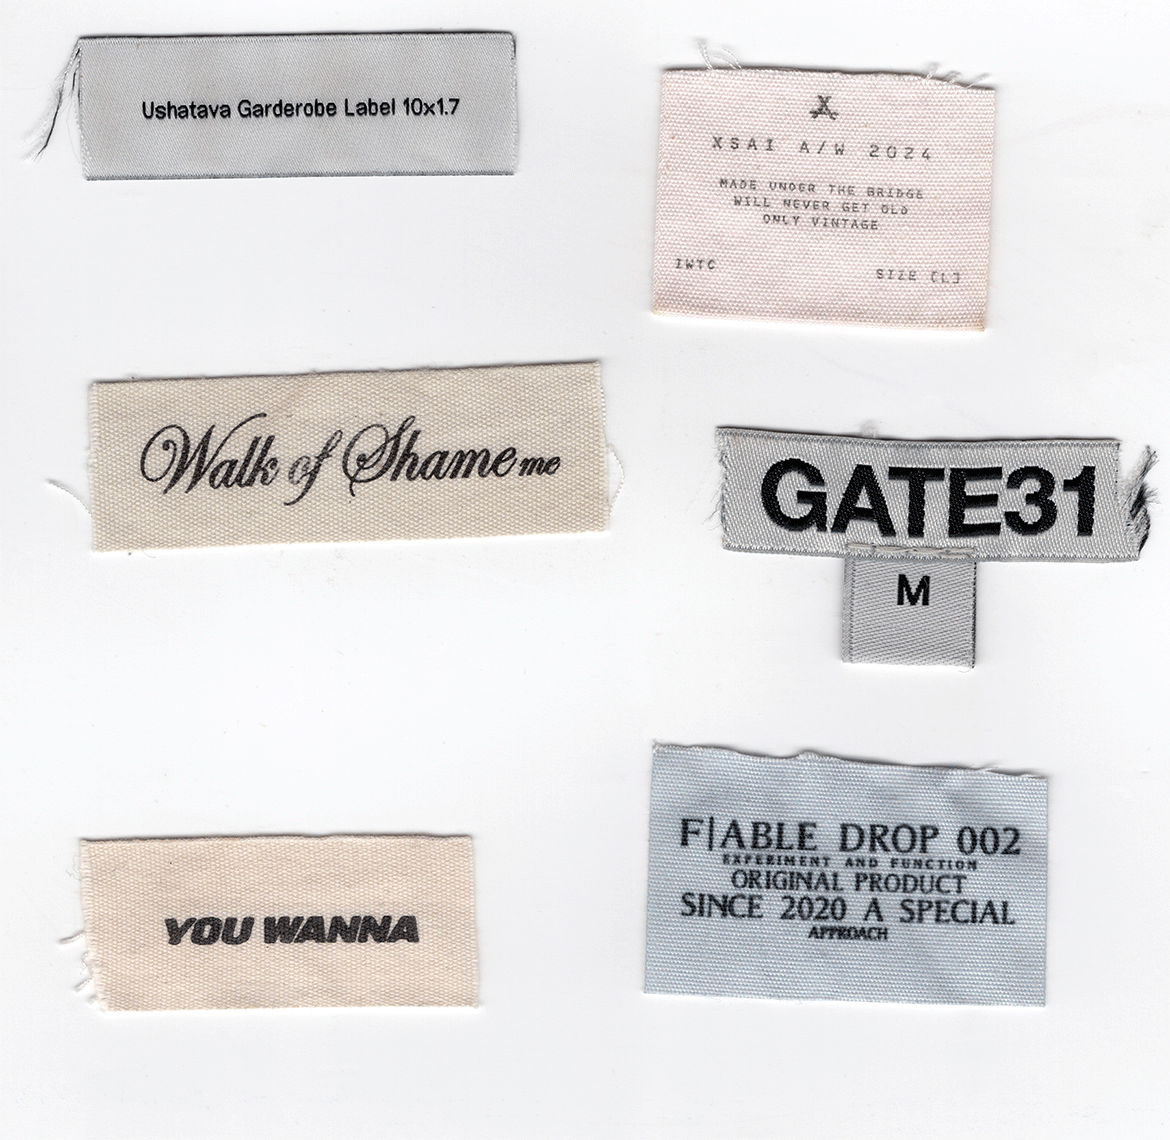 Ushatava Garderobe Label 10x1.7
XSAI A/W 2024
MADE UNDER THE BRIDGE
WILL NEVER GET OLD
ONLY VINTAGE
IWTC SIZE [L]
Walk of Shame me
GATE31
M
YOU WANNA
F|ABLE DROP 002
EXPERIMENT AND FUNCTION
ORIGINAL PRODUCT
SINCE 2020 A SPECIAL
APPROACH